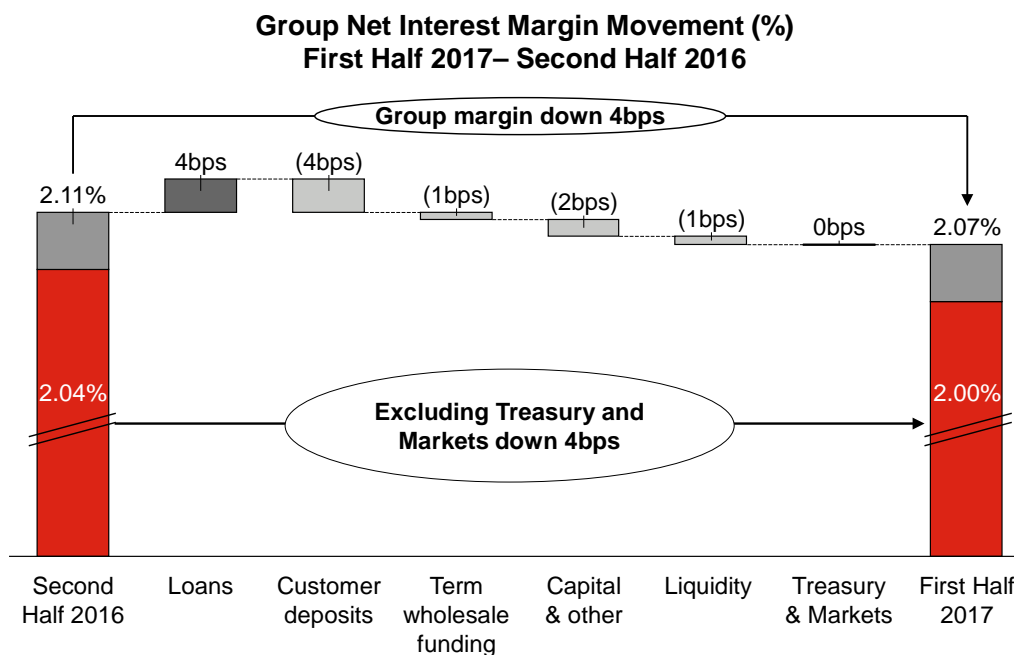 Group Net Interest Margin Movement (%)
First Half 2017– Second Half 2016
Group margin down 4bps
2.11%
4bps
(4bps)
(1bps)
(2bps)
(1bps)
0bps
2.07%
2.04%
2.00%
Excluding Treasury and
Markets down 4bps
Second
Half 2016
Loans
Customer
deposits
Term
wholesale
funding
Capital
& other
Liquidity
Treasury
& Markets
First Half
2017